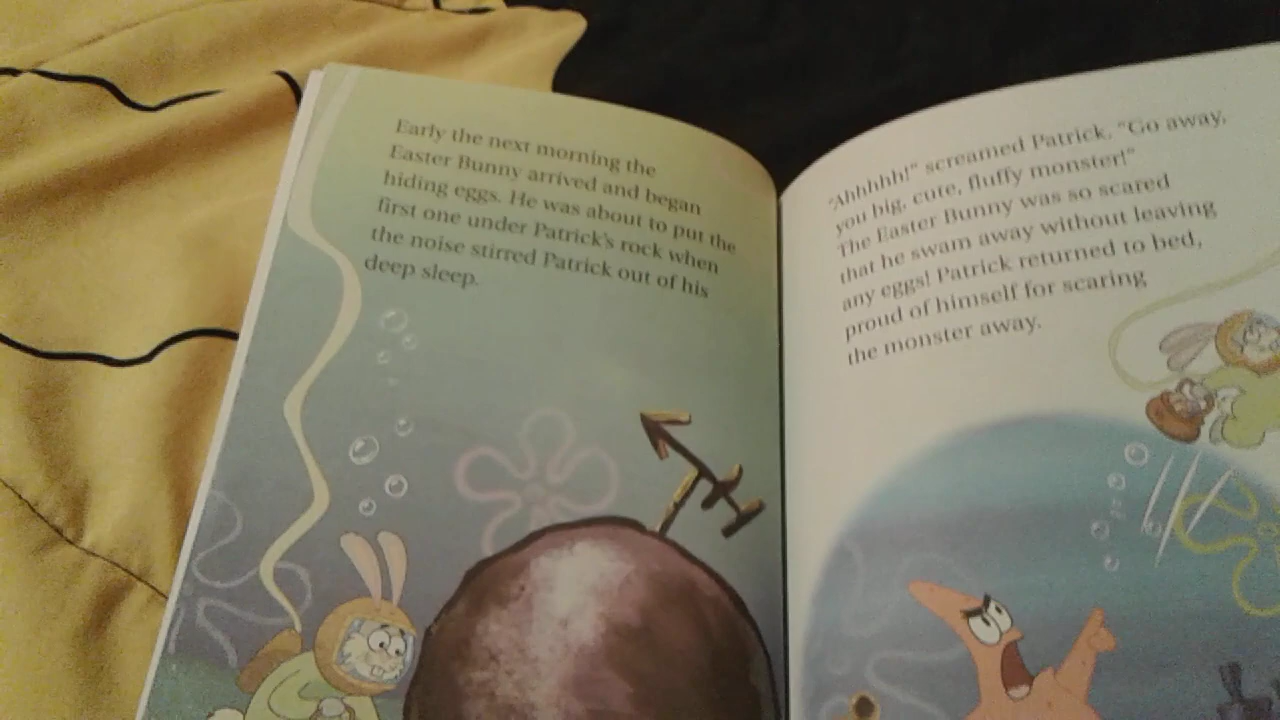 Early the next morning the
Easter Bunny arrived and began
hiding eggs. He was about to put the
first one under Patrick's rock when
the noise stirred Patrick out of his
deep sleep.
"Ahhhhh!" screamed Patrick. "Go away,
you big, cute, fluffy monster!"
The Easter Bunny was so scared
that he swam away without leaving
any eggs! Patrick returned to bed,
proud of himself for scaring
the monster away.